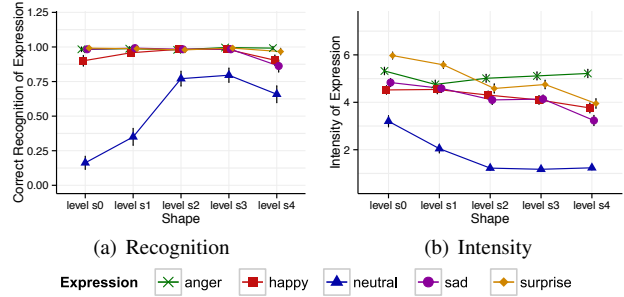 Correct Recognition of Expression
1.00
0.75
0.50
0.25
0.00
level s0 level s1 level s2 level s3 level s4
Shape
(a) Recognition
Intensity of Expression
6
4
2
level s0 level s1 level s2 level s3 level s4
Shape
(b) Intensity
Expression anger happy neutral sad surprise